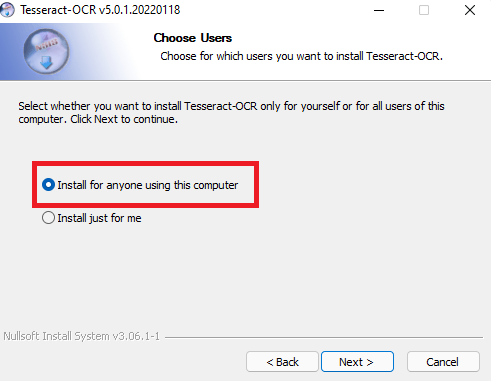 Tesseract-OCR v5.0.1.20220118
Choose Users
Choose for which users you want to install Tesseract-OCR.
Select whether you want to install Tesseract-OCR only for yourself or for all users of this
computer. Click Next to continue.
Install for anyone using this computer
Install just for me
Nullsoft Install System v3.06.1-1
< Back
Next >
Cancel